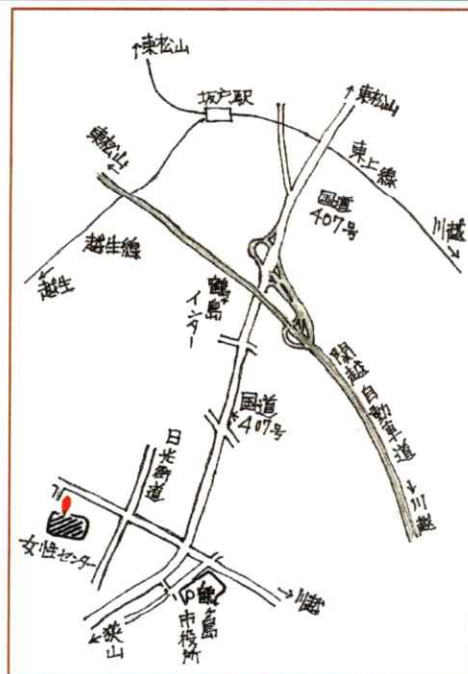 ↑東松山
坂戸駅
↑東松山
東松山
←
東上線
国道
407号
川越
→
越生線
←
越生
鶴ヶ島
インター
関越自動車道
国道
407号
日光街道
↓川越
女性センター
→川越
鶴ヶ島
市役所
←狭山